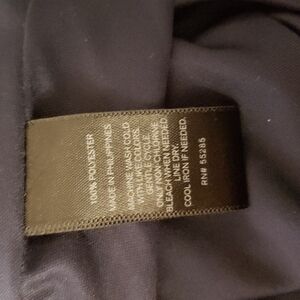 100% POLYESTER
MADE IN PHILIPPINES
MACHINE WASH COLD
WITH LIKE COLORS.
GENTLE CYCLE
ONLY NON-CHLORINE
BLEACH WHEN NEEDED
LINE DRY.
COOL IRON IF NEEDED.
RN# 55285